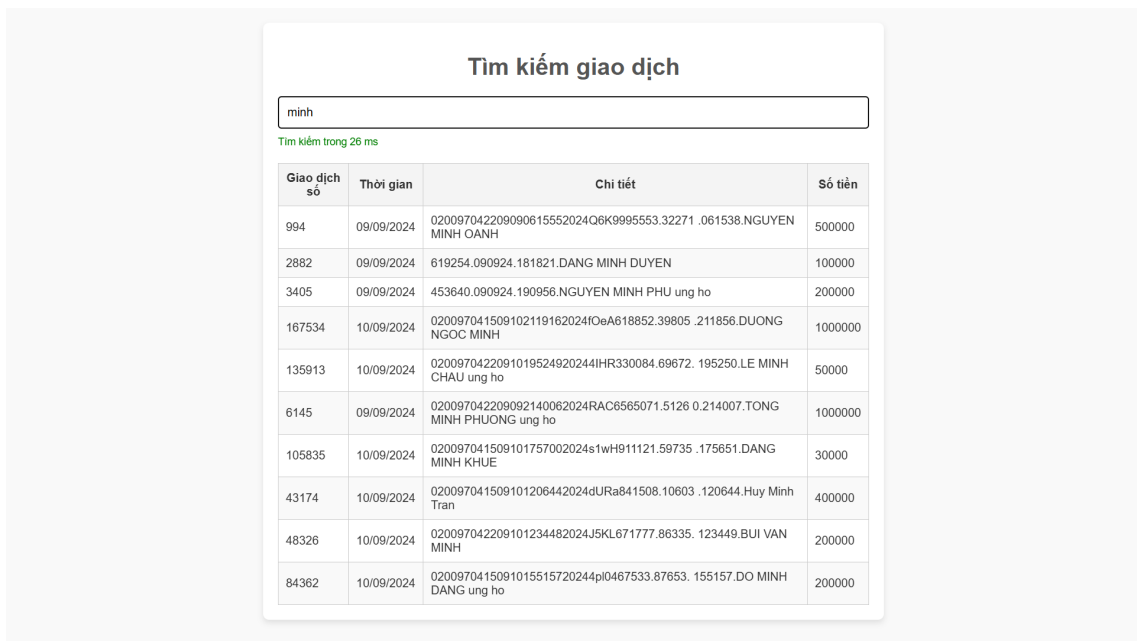 Tìm kiếm giao dịch
minh
Tìm kiếm trong 26 ms
Giao dịch số Thời gian Chi tiết Số tiền
994 09/09/2024 020097042209090615552024Q6K9995553.32271 .061538.NGUYEN MINH OANH 500000
2882 09/09/2024 619254.090924.181821.DANG MINH DUYEN 100000
3405 09/09/2024 453640.090924.190956.NGUYEN MINH PHU ung ho 200000
167534 10/09/2024 020097041509102119162024fOeA618852.39805 .211856.DUONG NGOC MINH 1000000
135913 10/09/2024 0200970422091019524920244IHR330084.69672. 195250.LE MINH CHAU ung ho 50000
6145 09/09/2024 020097042209092140062024RAC6565071.5126 0.214007.TONG MINH PHUONG ung ho 1000000
105835 10/09/2024 020097041509101757002024s1wH911121.59735 .175651.DANG MINH KHUE 30000
43174 10/09/2024 020097041509101206442024dURa841508.10603 .120644.Huy Minh Tran 400000
48326 10/09/2024 020097042209101234482024J5KL671777.86335. 123449.BUI VAN MINH 200000
84362 10/09/2024 0200970415091015515720244pl0467533.87653. 155157.DO MINH DANG ung ho 200000